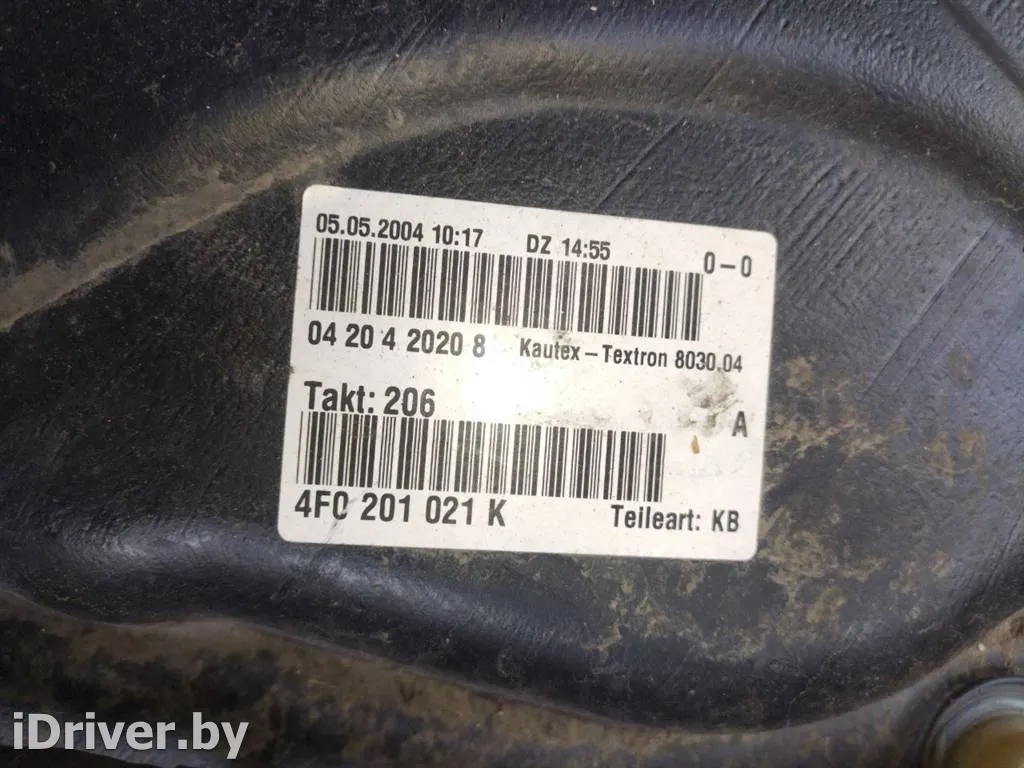 05.05.2004 10:17 DZ 14:55 0-0
04 20 4 2020 8 Kautex-Textron 8030.04
Takt: 206
A
4F0 201 021 K Teileart: KB
iDriver.by